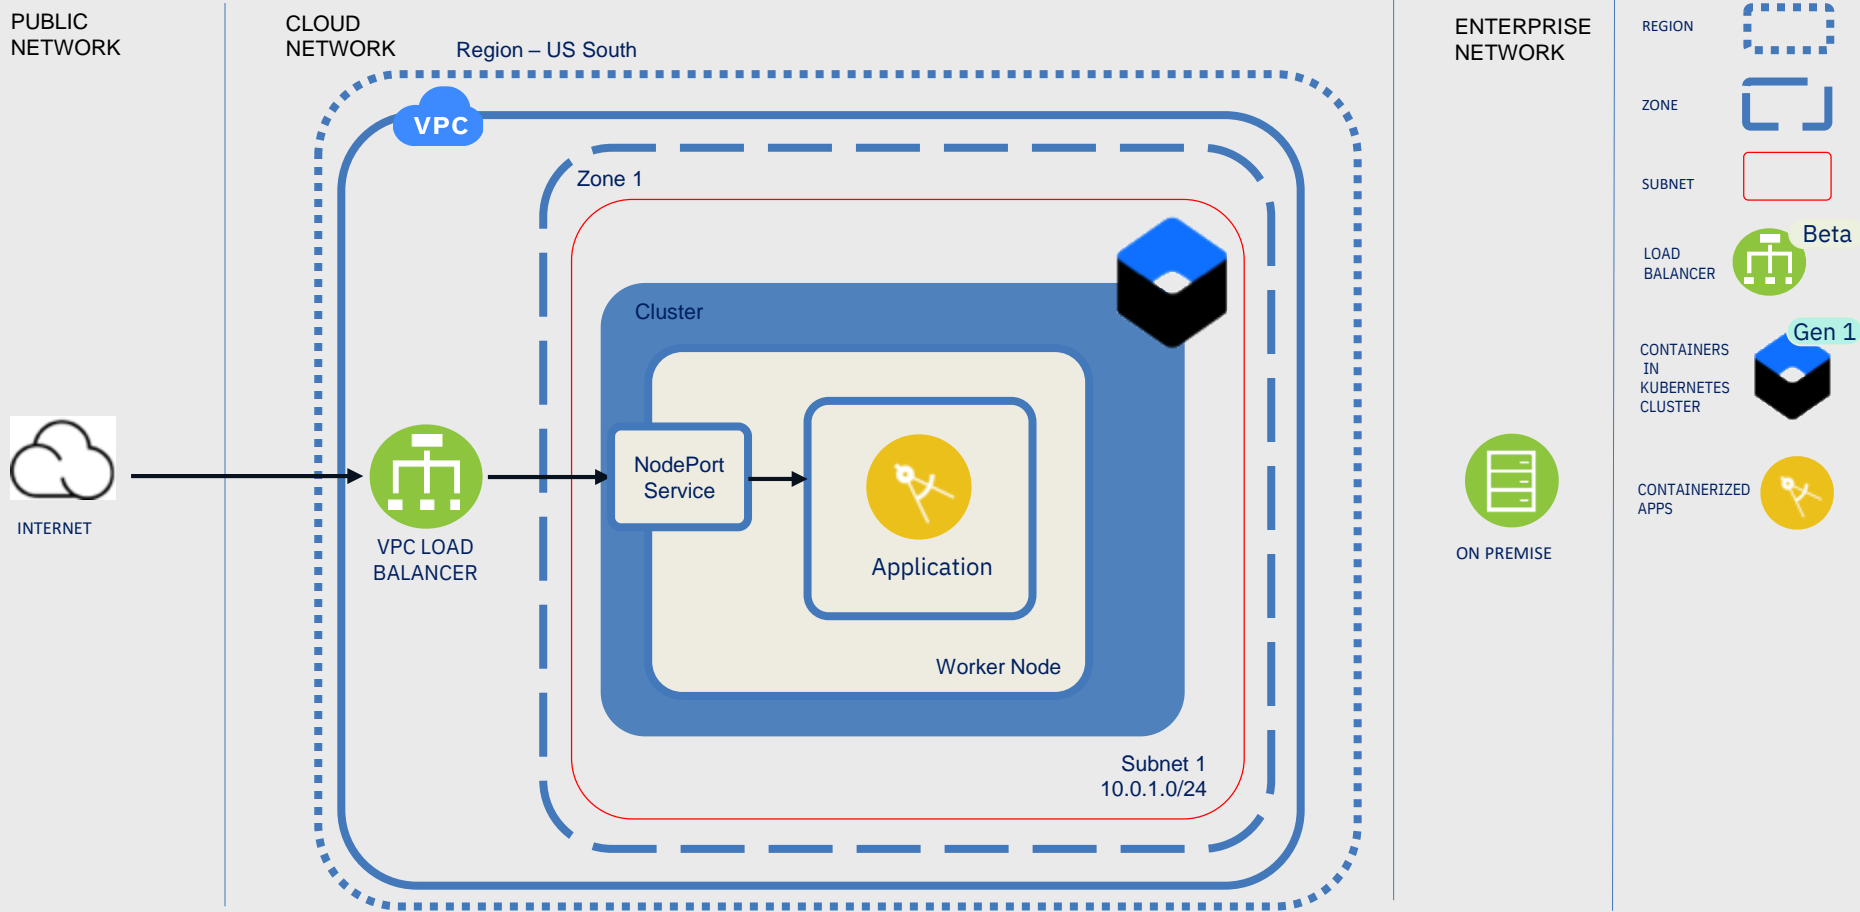 PUBLIC
NETWORK
CLOUD
NETWORK
Region – US South
VPC
Zone 1
Cluster
NodePort
Service
Application
Worker Node
Subnet 1
10.0.1.0/24
INTERNET
VPC LOAD
BALANCER
ENTERPRISE
NETWORK
ON PREMISE
REGION
ZONE
SUBNET
Beta
LOAD
BALANCER
Gen 1
CONTAINERS
IN
KUBERNETES
CLUSTER
CONTAINERIZED
APPS